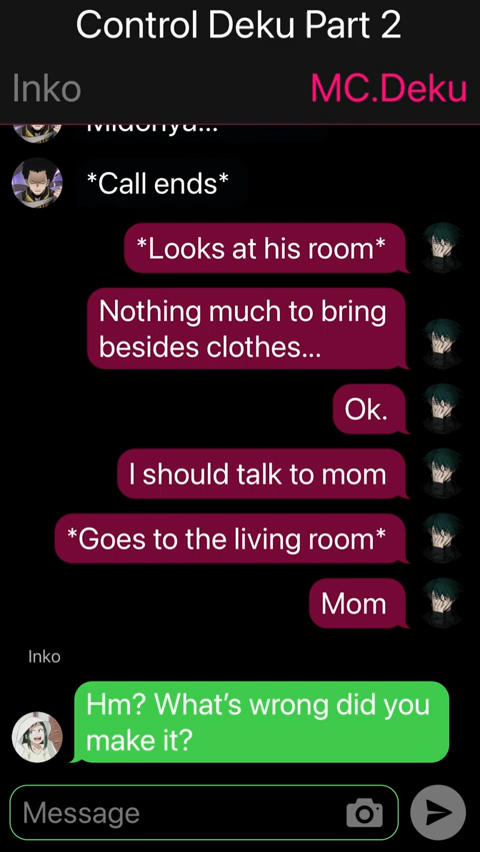 Control Deku Part 2
Inko
MC.Deku
*Call ends*
*Looks at his room*
Nothing much to bring
besides clothes...
Ok.
I should talk to mom
*Goes to the living room*
Mom
Inko
Hm? What's wrong did you
make it?
Message